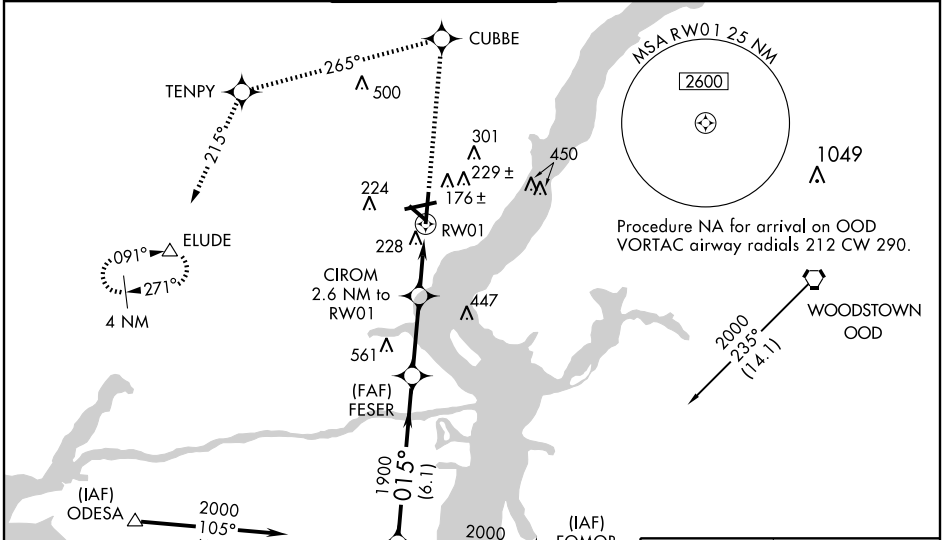 CUBBE
MSA RW01 25 NM
265°
2600
TENPY
500
215°
301
450
1049
229 ±
224
176 ±
RW01
Procedure NA for arrival on OOD
VORTAC airway radials 212 CW 290.
228
ELUDE
091°
271°
4 NM
CIROM
2.6 NM to
RW01
447
WOODSTOWN
OOD
2000
235°
(14.1)
561
(FAF)
FESER
1900
015°
(6.1)
(IAF)
ODESA
2000
105°
2000
(IAF)